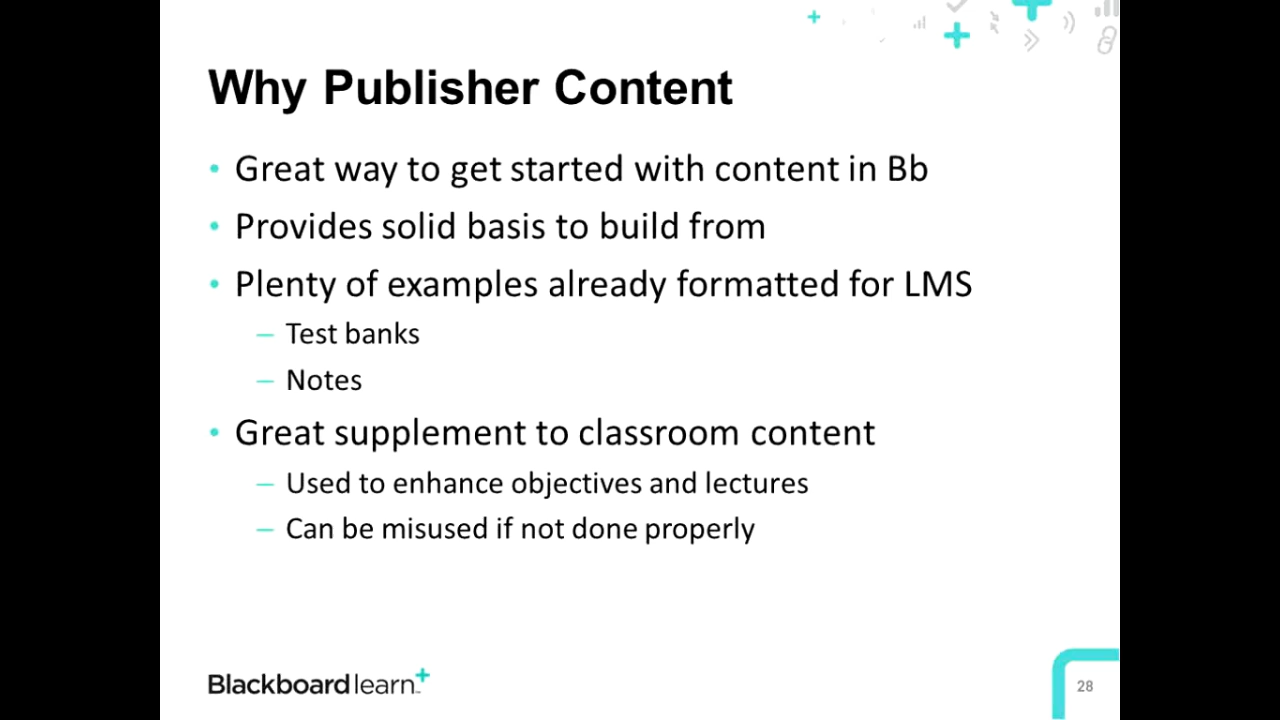 Why Publisher Content
• Great way to get started with content in Bb
• Provides solid basis to build from
• Plenty of examples already formatted for LMS
– Test banks
– Notes
• Great supplement to classroom content
– Used to enhance objectives and lectures
– Can be misused if not done properly
Blackboard learn+
28